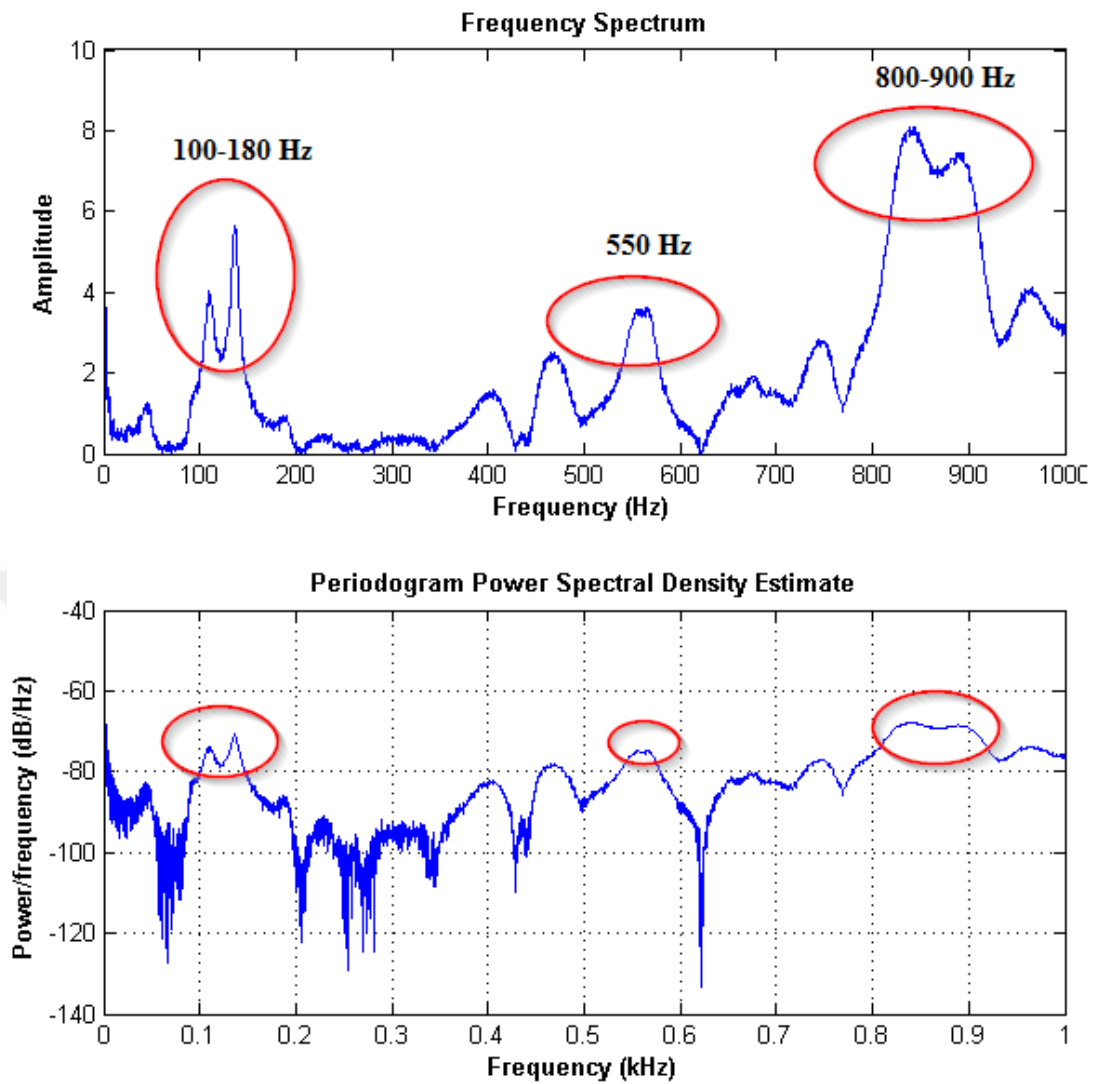 Frequency Spectrum
10
8
6
4
2
0
Amplitude
100-180 Hz
550 Hz
800-900 Hz
0 100 200 300 400 500 600 700 800 900 1000
Frequency (Hz)
Periodogram Power Spectral Density Estimate
-40
-60
-80
-100
-120
-140
Power/frequency (dB/Hz)
0 0.1 0.2 0.3 0.4 0.5 0.6 0.7 0.8 0.9 1
Frequency (kHz)